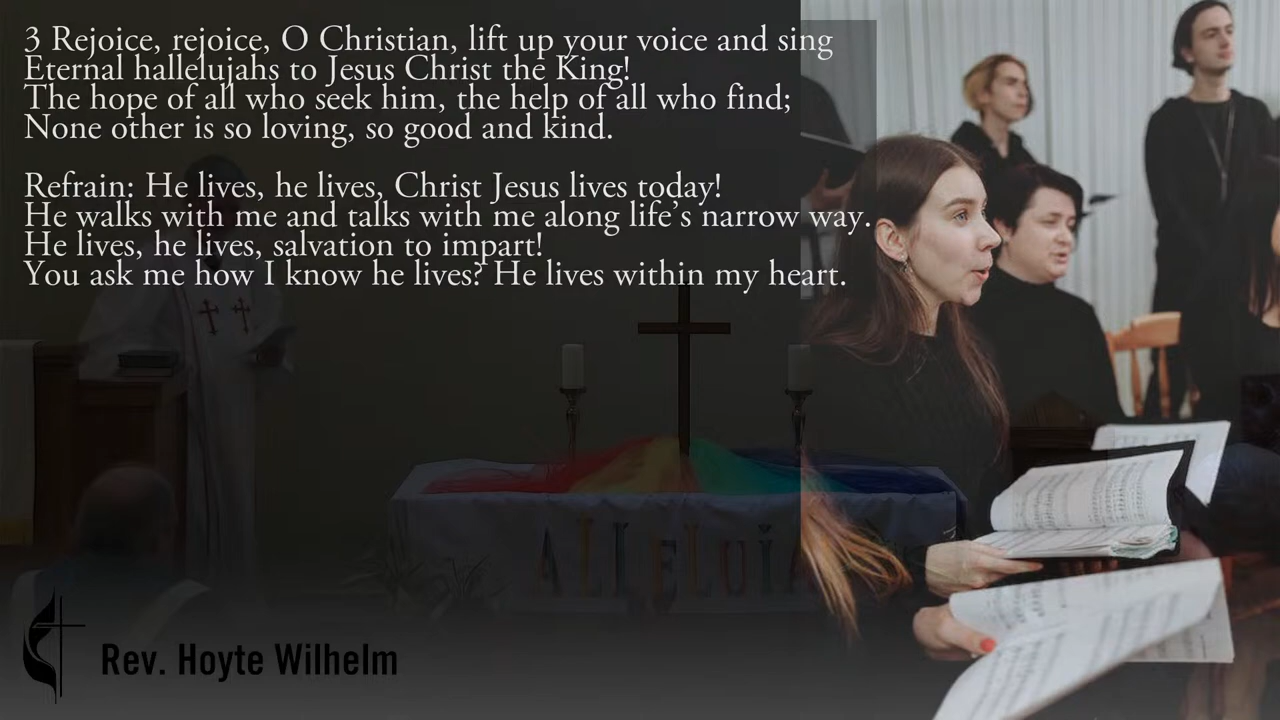 3 Rejoice, rejoice, O Christian, lift up your voice and sing
Eternal hallelujahs to Jesus Christ the King!
The hope of all who seek him, the help of all who find;
None other is so loving, so good and kind.
Refrain: He lives, he lives, Christ Jesus lives today!
He walks with me and talks with me along life's narrow way.
He lives, he lives, salvation to impart!
You ask me how I know he lives? He lives within my heart.
ALLELUIA
Rev. Hoyte Wilhelm